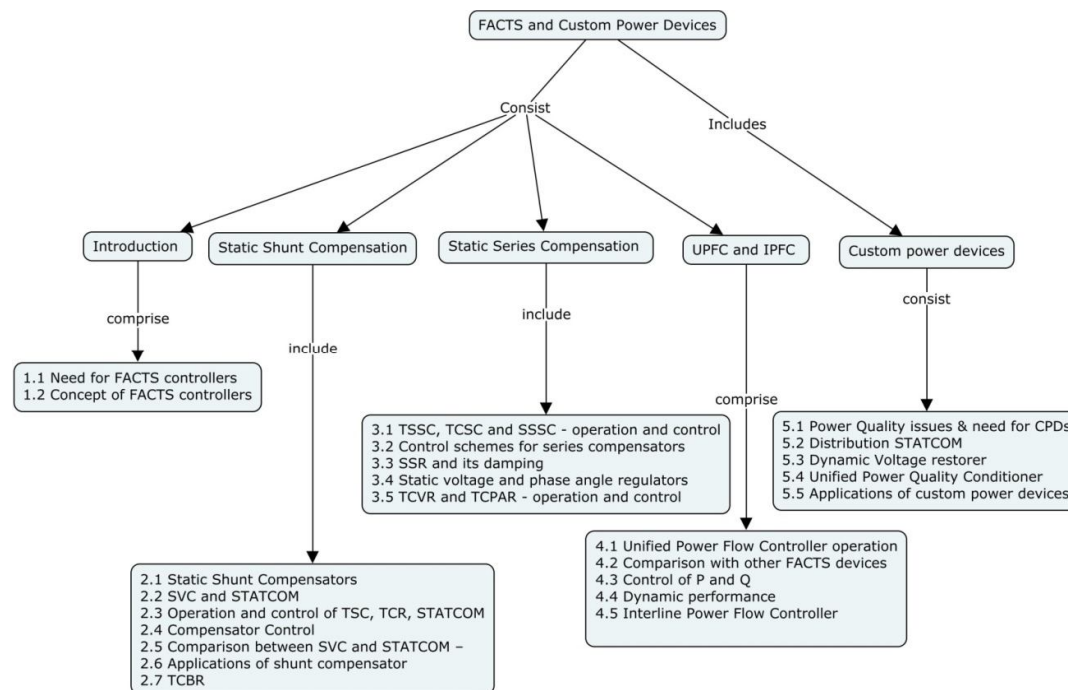 FACTS and Custom Power Devices
Consist
Includes
Introduction
Static Shunt Compensation
Static Series Compensation
UPFC and IPFC
Custom power devices
comprise
include
include
comprise
consist
1.1 Need for FACTS controllers
1.2 Concept of FACTS controllers
2.1 Static Shunt Compensators
2.2 SVC and STATCOM
2.3 Operation and control of TSC, TCR, STATCOM
2.4 Compensator Control
2.5 Comparison between SVC and STATCOM –
2.6 Applications of shunt compensator
2.7 TCBR
3.1 TSSC, TCSC and SSSC - operation and control
3.2 Control schemes for series compensators
3.3 SSR and its damping
3.4 Static voltage and phase angle regulators
3.5 TCVR and TCPAR - operation and control
4.1 Unified Power Flow Controller operation
4.2 Comparison with other FACTS devices
4.3 Control of P and Q
4.4 Dynamic performance
4.5 Interline Power Flow Controller
5.1 Power Quality issues & need for CPDs
5.2 Distribution STATCOM
5.3 Dynamic Voltage restorer
5.4 Unified Power Quality Conditioner
5.5 Applications of custom power devices